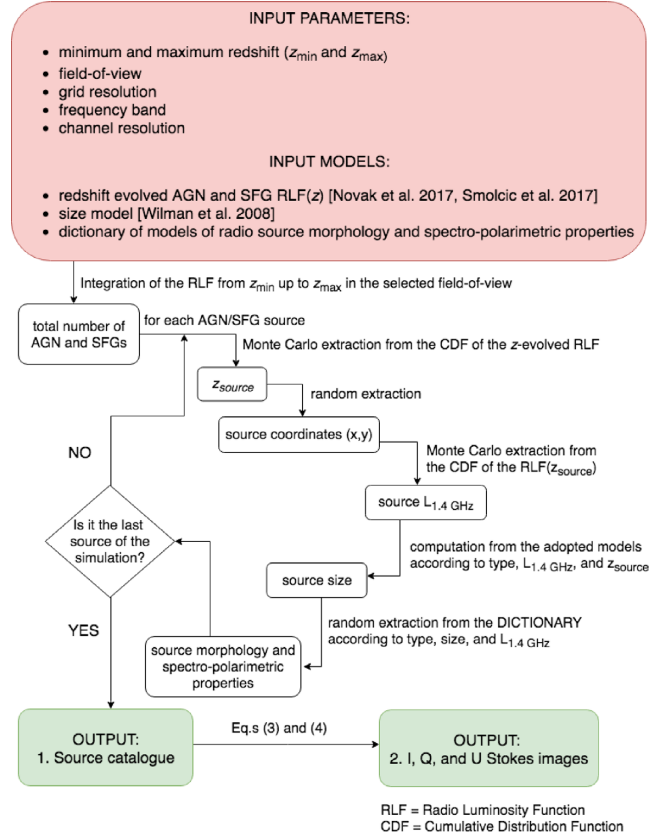 INPUT PARAMETERS:
• minimum and maximum redshift (zmin and zmax)
• field-of-view
• grid resolution
• frequency band
• channel resolution
INPUT MODELS:
• redshift evolved AGN and SFG RLF(z) [Novak et al. 2017, Smolcic et al. 2017]
• size model [Wilman et al. 2008]
• dictionary of models of radio source morphology and spectro-polarimetric properties
Integration of the RLF from zmin up to zmax in the selected field-of-view
total number of
AGN and SFGs
for each AGN/SFG source
Monte Carlo extraction from the CDF of the z-evolved RLF
zsource
random extraction
source coordinates (x,y)
Monte Carlo extraction from
the CDF of the RLF(zsource)
source L1.4 GHz
computation from the adopted models
according to type, L1.4 GHz, and zsource
source size
random extraction from the DICTIONARY
according to type, size, and L1.4 GHz
source morphology and
spectro-polarimetric
properties
Is it the last
source of the
simulation?
NO
YES
OUTPUT:
1. Source catalogue
Eq.s (3) and (4)
OUTPUT:
2. I, Q, and U Stokes images
RLF = Radio Luminosity Function
CDF = Cumulative Distribution Function